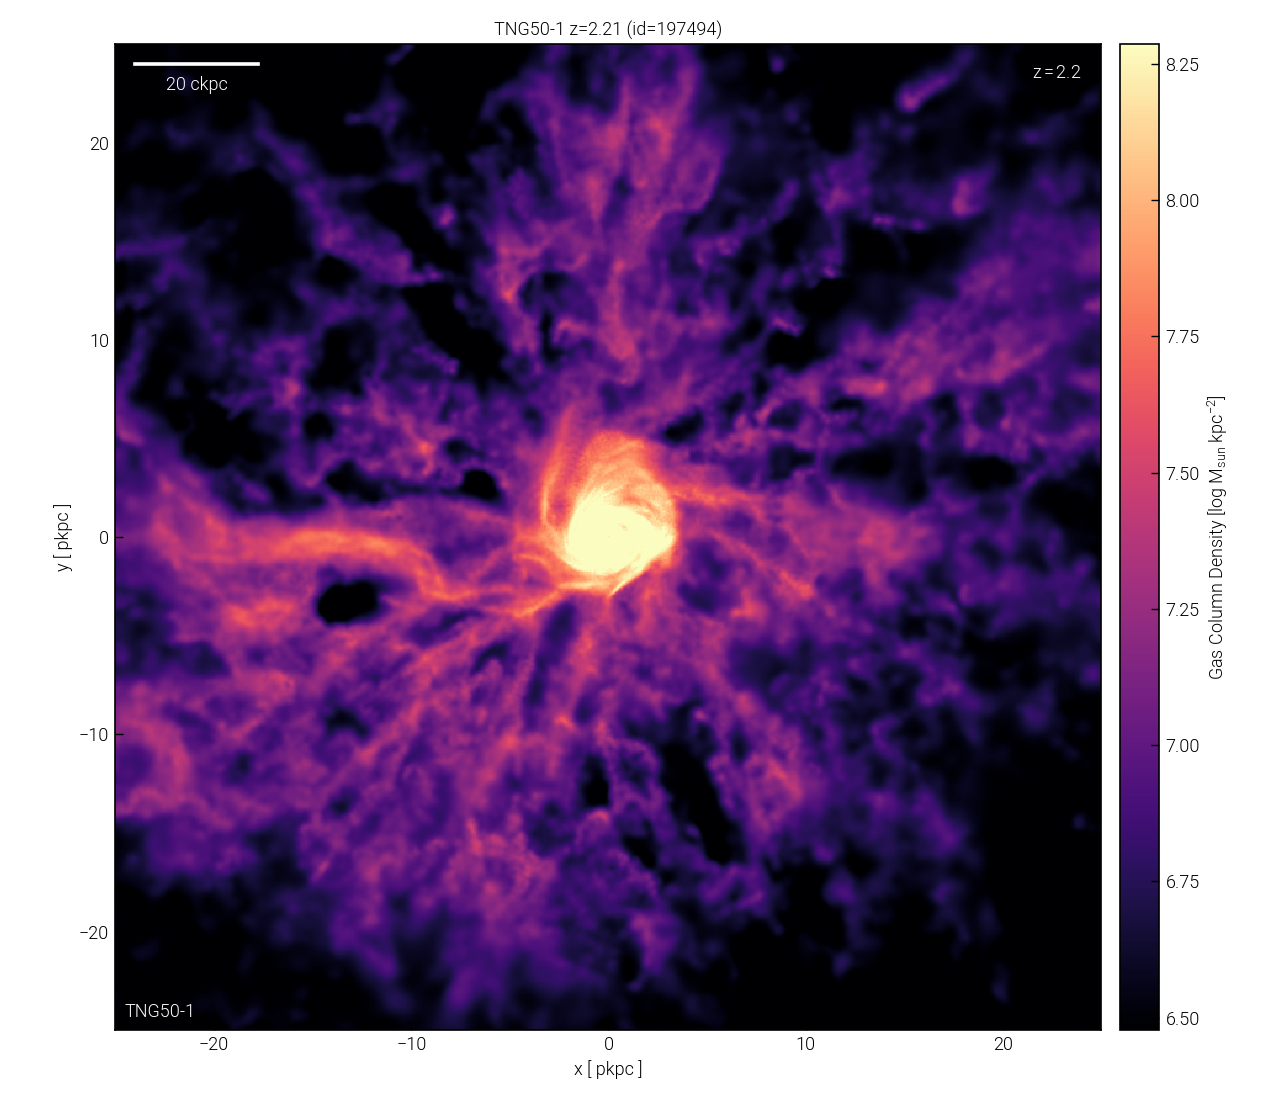 TNG50-1 z=2.21 (id=197494)
20 ckpc
z=2.2
TNG50-1
20
10
0
−10
−20
y [ pkpc ]
−20
−10
0
10
20
x [ pkpc ]
8.25
8.00
7.75
7.50
7.25
7.00
6.75
6.50
Gas Column Density [log M_sun kpc^−2]